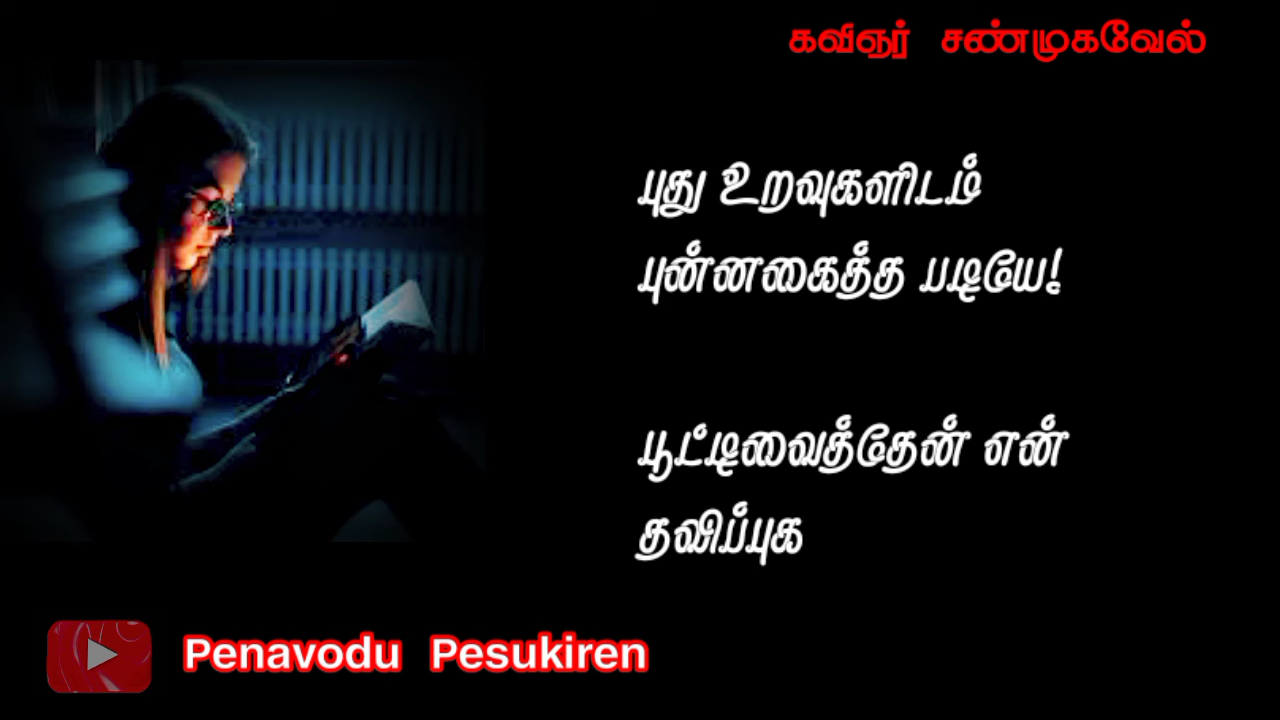 கவிஞர் சண்முகவேல்
புது உறவுகளிடம்
புன்னகைத்த படியே!
பூட்டிவைத்தேன் என்
தவிப்புக
Penavodu Pesukiren